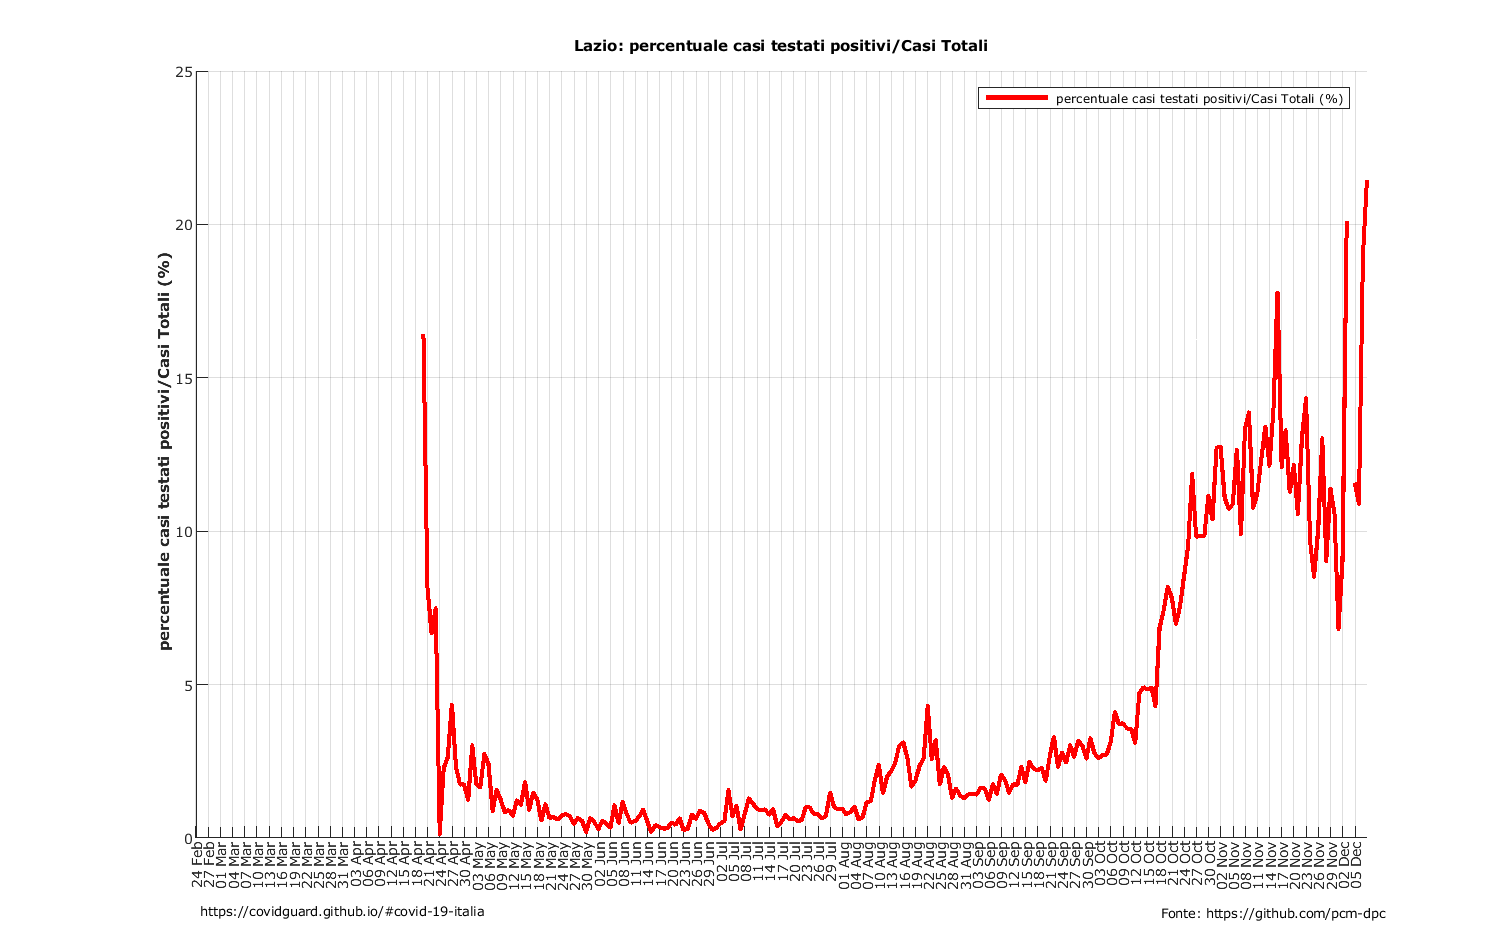 Lazio: percentuale casi testati positivi/Casi Totali
percentuale casi testati positivi/Casi Totali (%)
percentuale casi testati positivi/Casi Totali (%)
25
20
15
10
5
0
24 Feb
27 Feb
01 Mar
04 Mar
07 Mar
10 Mar
13 Mar
16 Mar
19 Mar
22 Mar
25 Mar
28 Mar
31 Mar
03 Apr
06 Apr
09 Apr
12 Apr
15 Apr
18 Apr
21 Apr
24 Apr
27 Apr
30 Apr
03 May
06 May
09 May
12 May
15 May
18 May
21 May
24 May
27 May
30 May
02 Jun
05 Jun
08 Jun
11 Jun
14 Jun
17 Jun
20 Jun
23 Jun
26 Jun
29 Jun
02 Jul
05 Jul
08 Jul
11 Jul
14 Jul
17 Jul
20 Jul
23 Jul
26 Jul
29 Jul
01 Aug
04 Aug
07 Aug
10 Aug
13 Aug
16 Aug
19 Aug
22 Aug
25 Aug
28 Aug
31 Aug
03 Sep
06 Sep
09 Sep
12 Sep
15 Sep
18 Sep
21 Sep
24 Sep
27 Sep
30 Sep
03 Oct
06 Oct
09 Oct
12 Oct
15 Oct
18 Oct
21 Oct
24 Oct
27 Oct
30 Oct
02 Nov
05 Nov
08 Nov
11 Nov
14 Nov
17 Nov
20 Nov
23 Nov
26 Nov
29 Nov
02 Dec
05 Dec
https://covidguard.github.io/#covid-19-italia
Fonte: https://github.com/pcm-dpc